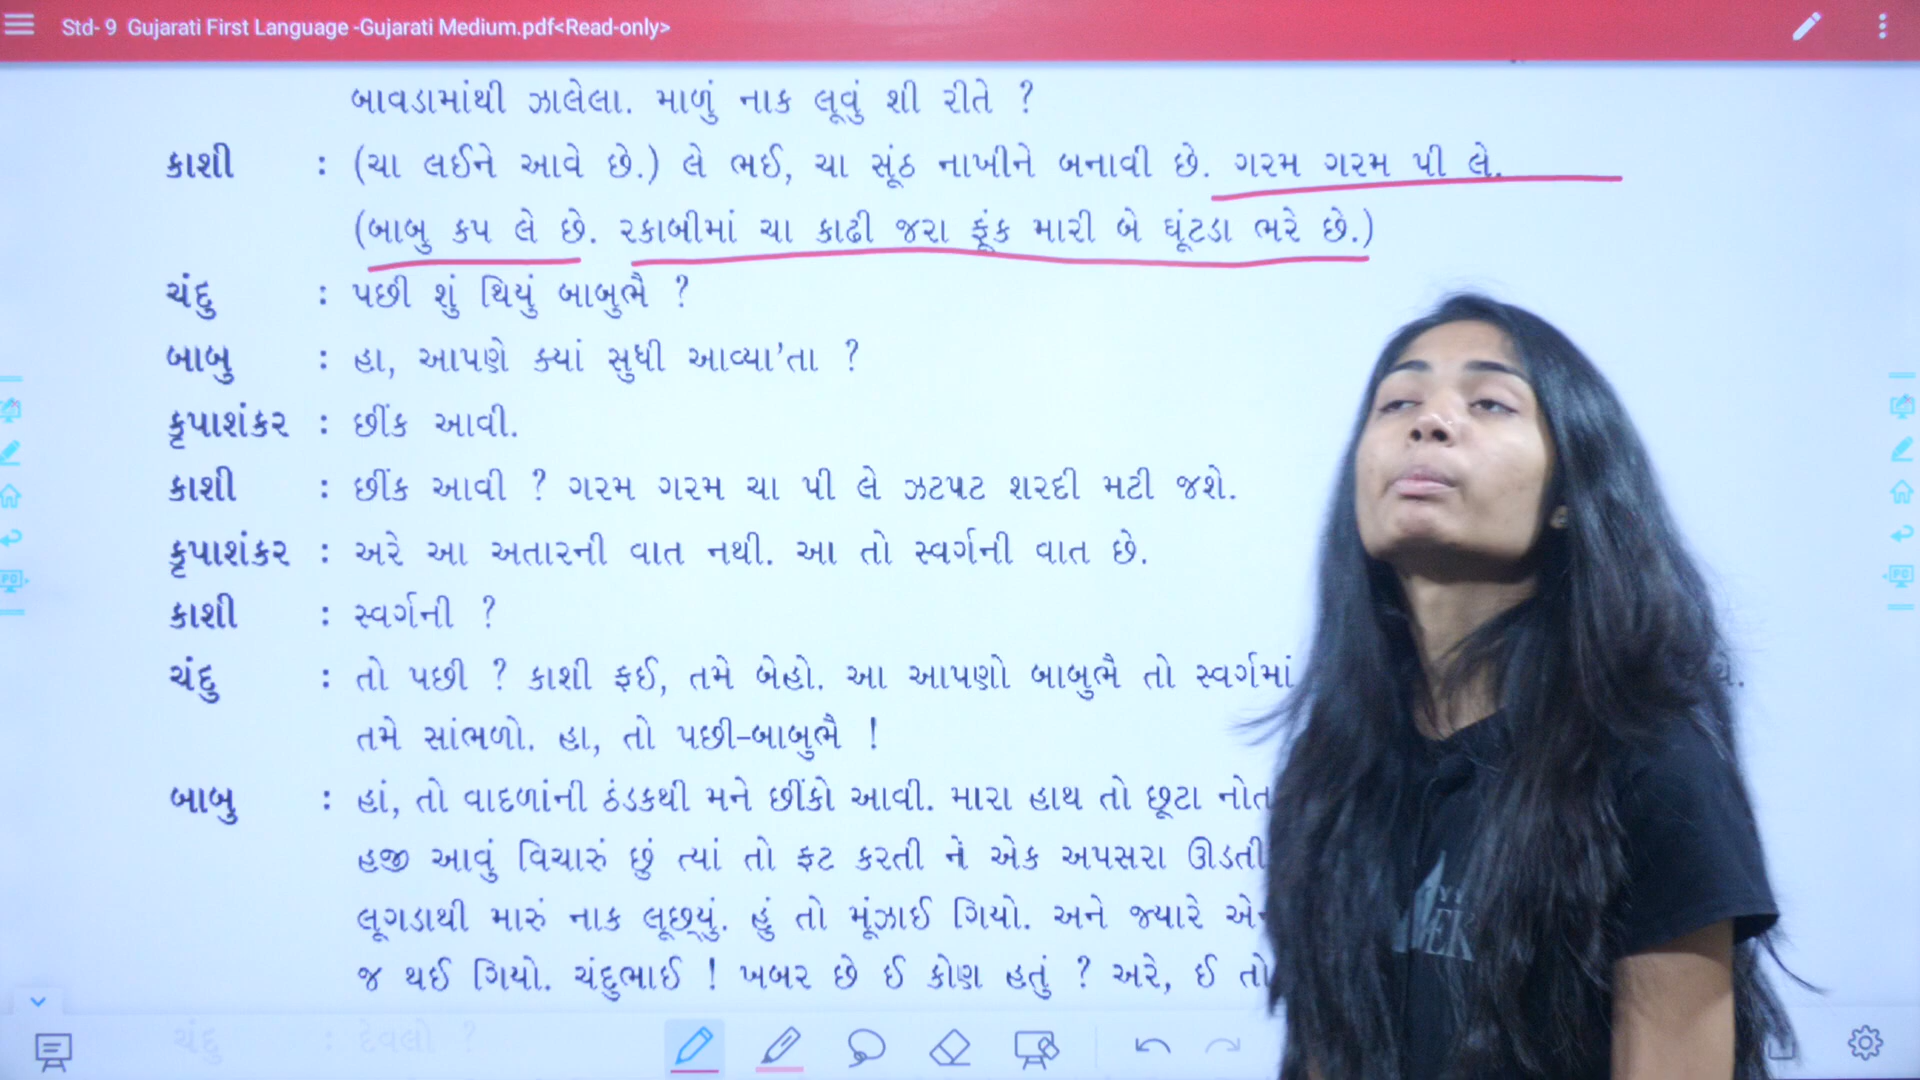 Std- 9 Gujarati First Language -Gujarati Medium.pdf<Read-only>
બાવડામાંથી ઝાલેલા. માળું નાક લૂવું શી રીતે ?
કાશી : (ચા લઈને આવે છે.) લે ભઈ, ચા સૂંઠ નાખીને બનાવી છે. ગરમ ગરમ પી લે.
(બાબુ કપ લે છે. રકાબીમાં ચા કાઢી જરા ફૂંક મારી બે ઘૂંટડા ભરે છે.)
ચંદુ : પછી શું થિયું બાબુભૈ ?
બાબુ : હા, આપણે ક્યાં સુધી આવ્યા'તા ?
કૃપાશંકર : છીંક આવી.
કાશી : છીંક આવી ? ગરમ ગરમ ચા પી લે ઝટપટ શરદી મટી જશે.
કૃપાશંકર : અરે આ અતારની વાત નથી. આ તો સ્વર્ગની વાત છે.
કાશી : સ્વર્ગની ?
ચંદુ : તો પછી ? કાશી ફઈ, તમે બેહો. આ આપણો બાબુભૈ તો સ્વર્ગમાં
તમે સાંભળો. હા, તો પછી-બાબુભૈ !
બાબુ : હાં, તો વાદળાંની ઠંડકથી મને છીંકો આવી. મારા હાથ તો છૂટા નોત
હજી આવું વિચારું છું ત્યાં તો ફટ કરતી ને એક અપસરા ઊડતી
લૂગડાથી મારું નાક લૂછ્યું. હું તો મૂંઝાઈ ગિયો. અને જ્યારે
જ થઈ ગિયો. ચંદુભાઈ ! ખબર છે ઈ કોણ હતું ? અરે, ઈ તો
ચંદુ : દેવલો ?